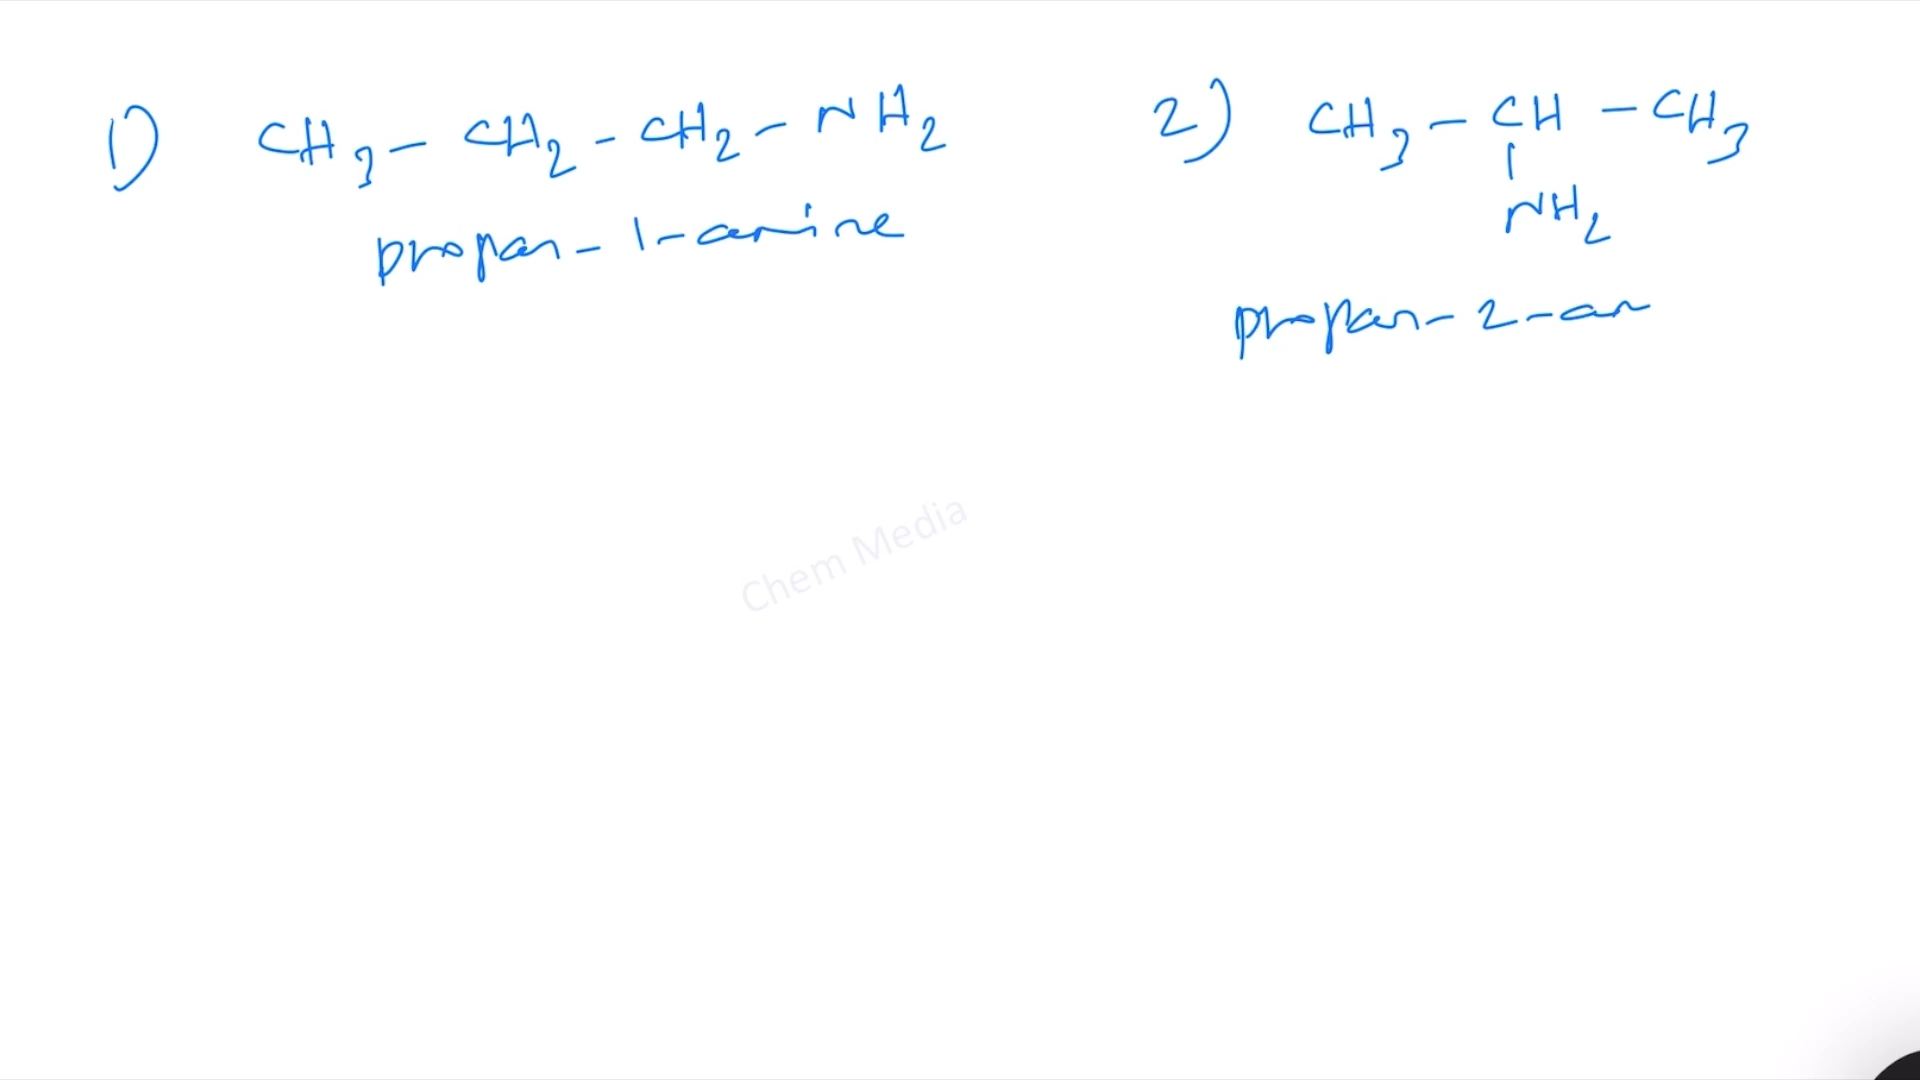 1) CH3 - CH2 - CH2 - NH2
propan - 1 - amine
2) CH3 - CH - CH3
|
NH2
propan - 2 - am
Chem Media